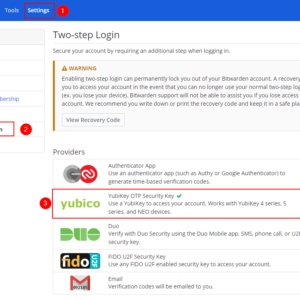 Tools Settings 1
Two-step Login
Secure your account by requiring an additional step when logging in.
WARNING
Enabling two-step login can permanently lock you out of your Bitwarden account. A recovery
you to access your account in the event that you can no longer use your normal two-step log
(ex. you lose your device). Bitwarden support will not be able to assist you if you lose access
account. We recommend you write down or print the recovery code and keep it in a safe pla
View Recovery Code
2
Providers
Authenticator App
Use an authenticator app (such as Authy or Google Authenticator) to
generate time-based verification codes.
3
yubico
YubiKey OTP Security Key ✔
Use a YubiKey to access your account. Works with YubiKey 4 series, 5
series, and NEO devices.
DUO
Duo
Verify with Duo Security using the Duo Mobile app, SMS, phone call, or U2F
security key.
fido U2F
FIDO U2F Security Key
Use any FIDO U2F enabled security key to access your account.
Gmail
Email
Verification codes will be emailed to you.